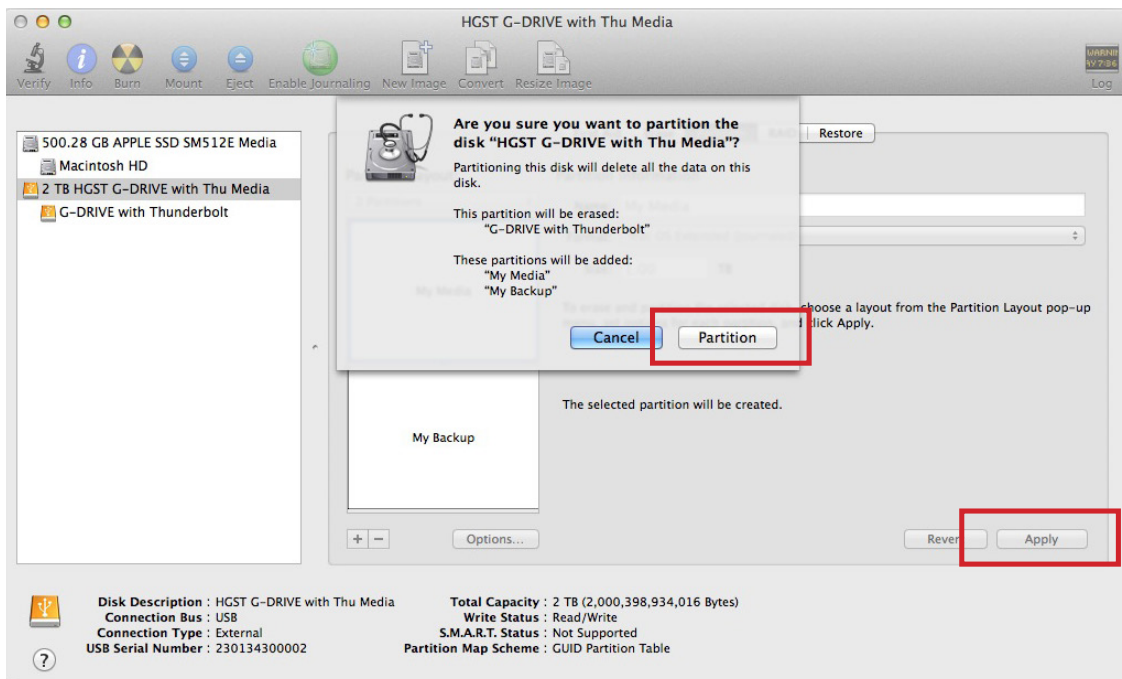 HGST G-DRIVE with Thu Media
Verify Info Burn Mount Eject Enable Journaling New Image Convert Resize Image Log
WARNIN
7:36
500.28 GB APPLE SSD SM512E Media
Macintosh HD
2 TB HGST G-DRIVE with Thu Media
G-DRIVE with Thunderbolt
RAID Restore
Are you sure you want to partition the
disk “HGST G-DRIVE with Thu Media”?
Partitioning this disk will delete all the data on this
disk.
This partition will be erased:
“G-DRIVE with Thunderbolt”
These partitions will be added:
“My Media”
“My Backup”
Cancel Partition
My Media
choose a layout from the Partition Layout pop-up
click Apply.
The selected partition will be created.
My Backup
+ − Options... Rever Apply
Disk Description : HGST G-DRIVE with Thu Media
Connection Bus : USB
Connection Type : External
USB Serial Number : 230134300002
Total Capacity : 2 TB (2,000,398,934,016 Bytes)
Write Status : Read/Write
S.M.A.R.T. Status : Not Supported
Partition Map Scheme : GUID Partition Table
?